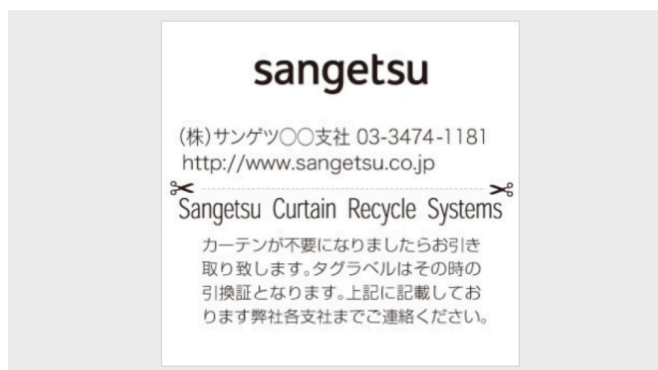 sangetsu
(株)サンゲツ〇〇支社 03-3474-1181
http://www.sangetsu.co.jp
Sangetsu Curtain Recycle Systems
カーテンが不要になりましたらお引き
取り致します。タグラベルはその時の
引換証となります。上記に記載してお
ります弊社各支社までご連絡ください。